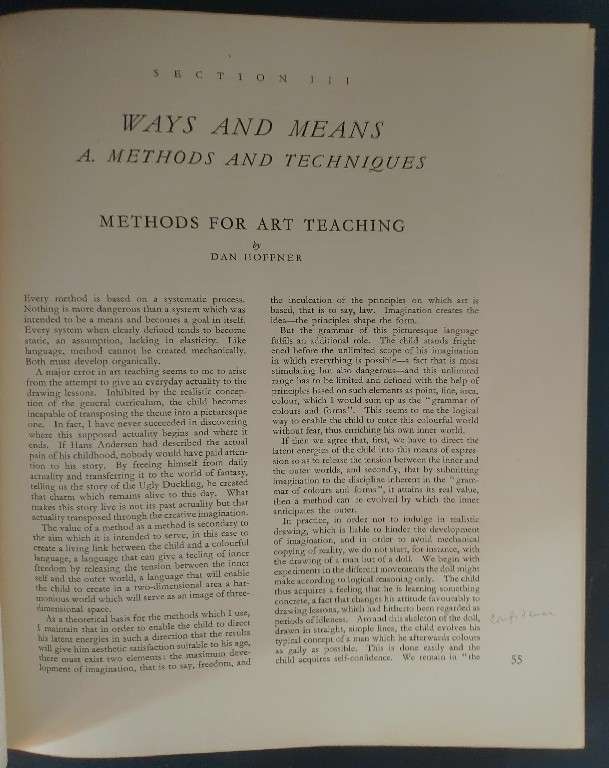 SECTION III
WAYS AND MEANS
A. METHODS AND TECHNIQUES
METHODS FOR ART TEACHING
by
DAN HOFFNER
Every method is based on a systematic process.
Nothing is more dangerous than a system which was
intended to be a means and becomes a goal in itself.
Every system when clearly defined tends to become
static, an assumption, lacking in elasticity. Like
language, method cannot be created mechanically.
Both must develop organically.
A major error in art teaching seems to me to arise
from the attempt to give an everyday actuality to the
drawing lessons. Inhibited by the realistic concep-
tion of the general curriculum, the child becomes
incapable of transposing the theme into a picturesque
one. In fact, I have never succeeded in discovering
where this supposed actuality begins and where it
ends. If Hans Andersen had described the actual
pain of his childhood, nobody would have paid atten-
tion to his story. By freeing himself from daily
actuality and transferring it to the world of fantasy,
telling us the story of the Ugly Duckling, he created
that charm which remains alive to this day. What
makes this story live is not its past actuality but that
actuality transposed through the creative imagination.
The value of a method as a method is secondary to
the aim which it is intended to serve, in this case to
create a living link between the child and a colourful
language, a language that can give a feeling of inner
freedom by releasing the tension between the inner
self and the outer world, a language that will enable
the child to create in a two-dimensional area a har-
monious world which will serve as an image of three-
dimensional space.
As a theoretical basis for the methods which I use,
I maintain that in order to enable the child to direct
his latent energies in such a direction that the results
will give him aesthetic satisfaction suitable to his age,
there must exist two elements: the maximum deve-
lopment of imagination, that is to say, freedom, and
the inculcation of the principles on which art is
based, that is to say, law. Imagination creates the
idea—the principles shape the form.
But the grammar of this picturesque language
fulfils an additional role. The child stands fright-
ened before the unlimited scope of his imagination
in which everything is possible—a fact that is most
stimulating but also dangerous—and this unlimited
range has to be limited and defined with the help of
principles based on such elements as point, line, area,
colour, which I would sum up as the "grammar of
colours and forms". This seems to me the logical
way to enable the child to enter this colourful world
without fear, thus enriching his own inner world.
If then we agree that, first, we have to direct the
latent energies of the child into this means of expres-
sion so as to release the tension between the inner and
the outer worlds, and secondly, that by submitting
imagination to the discipline inherent in the "gram-
mar of colours and forms", it attains its real value,
then a method can be evolved by which the inner
anticipates the outer.
In practice, in order not to indulge in realistic
drawing, which is liable to hinder the development
of imagination, and in order to avoid mechanical
copying of reality, we do not start, for instance, with
the drawing of a man but of a doll. We begin with
experiments in the different movements the doll might
make according to logical reasoning only. The child
thus acquires a feeling that he is learning something
concrete, a fact that changes his attitude favourably to
drawing lessons, which had hitherto been regarded as
periods of idleness. Around this skeleton of the doll,
drawn in straight, simple lines, the child evolves his
typical concept of a man which he afterwards colours
as gaily as possible. This is done easily and the
child acquires self-confidence. We remain in "the
55